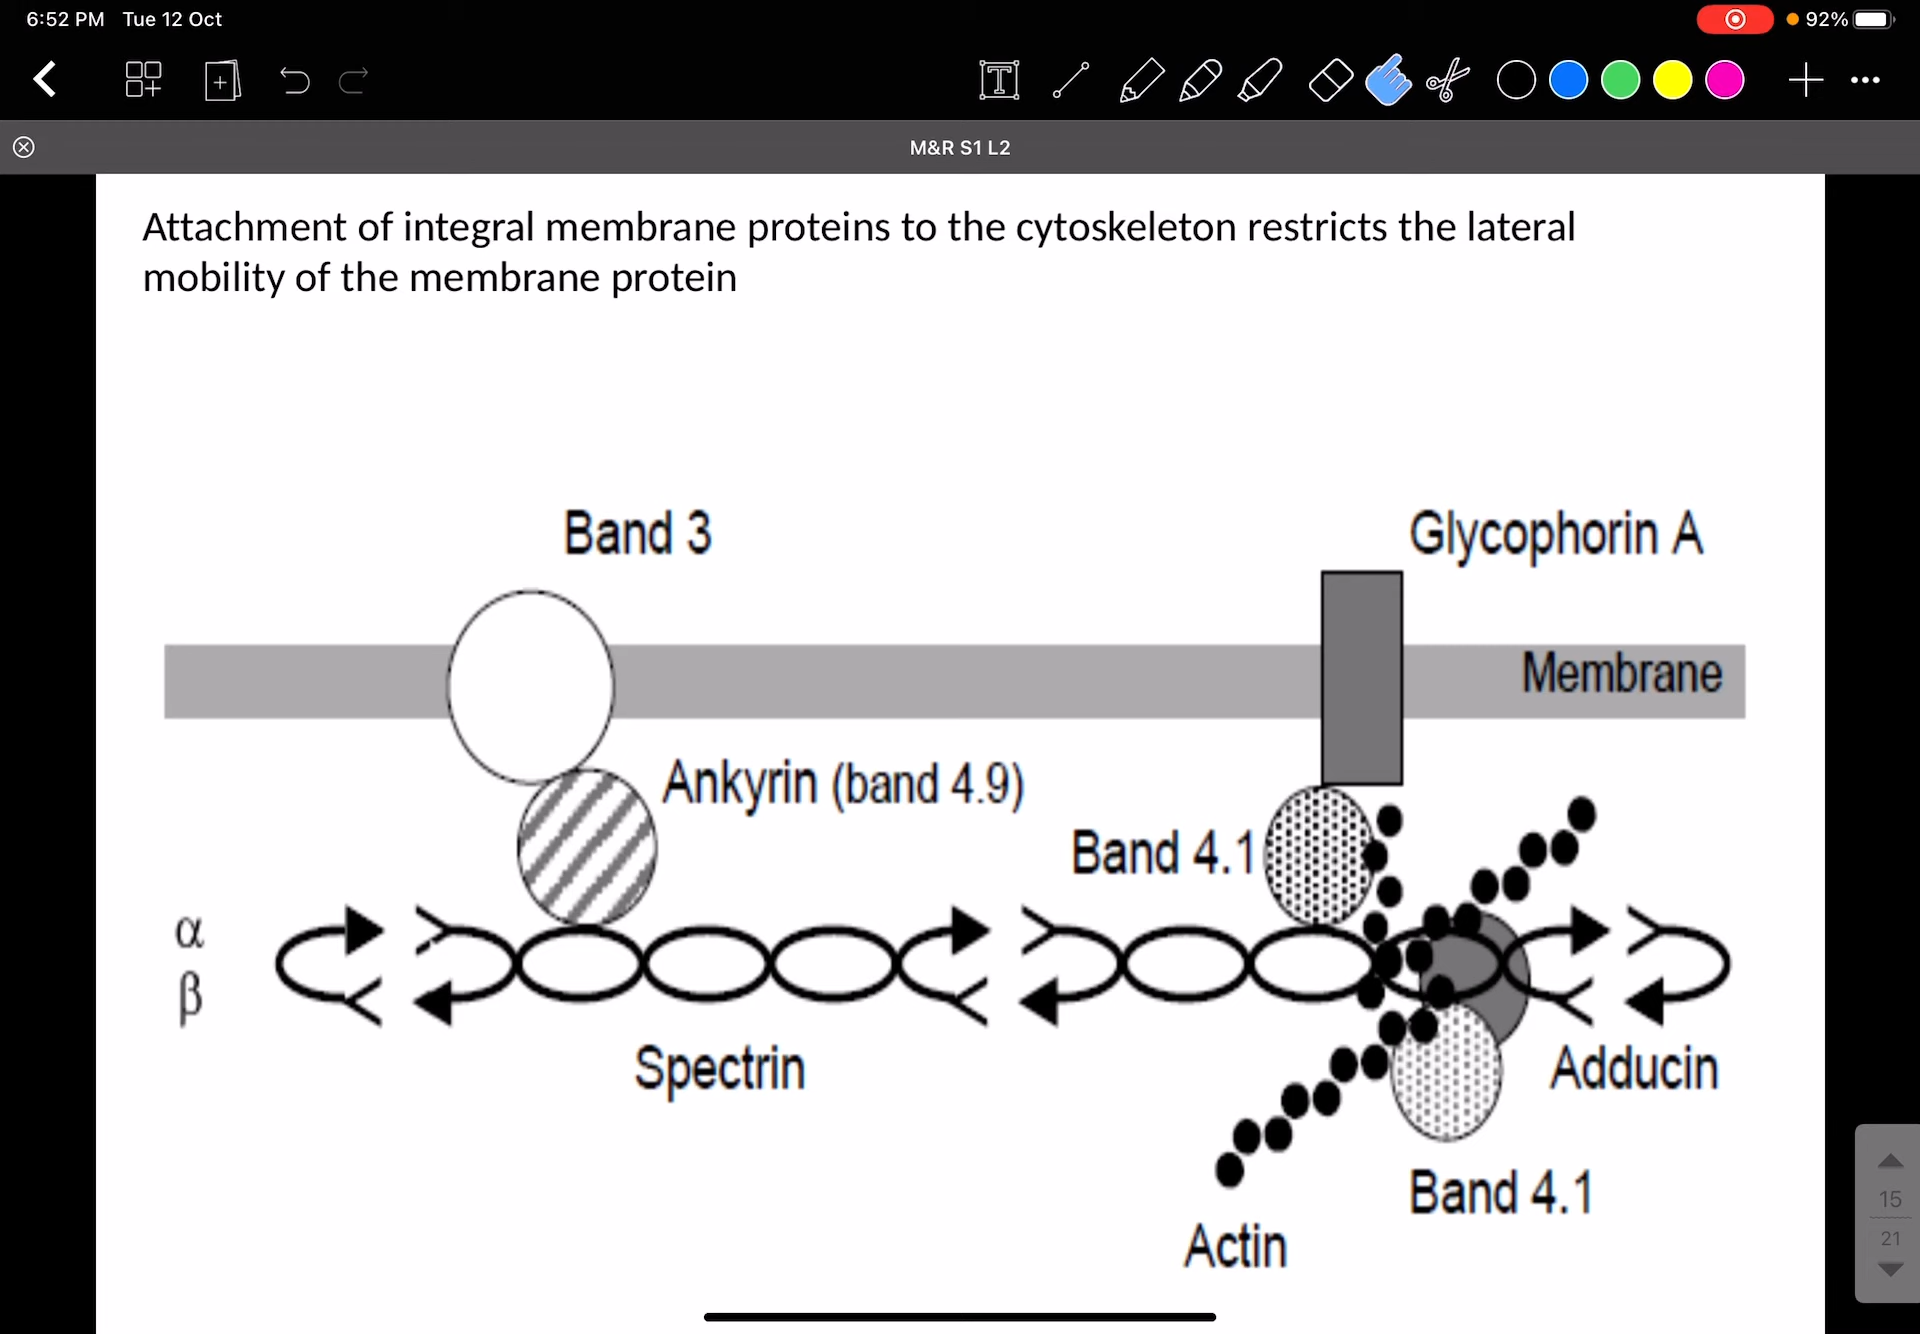 6:52 PM Tue 12 Oct
92%
T
M&R S1 L2
Attachment of integral membrane proteins to the cytoskeleton restricts the lateral
mobility of the membrane protein
Band 3
Glycophorin A
Membrane
Ankyrin (band 4.9)
Band 4.1
α
β
Spectrin
Adducin
Band 4.1
Actin
15
21